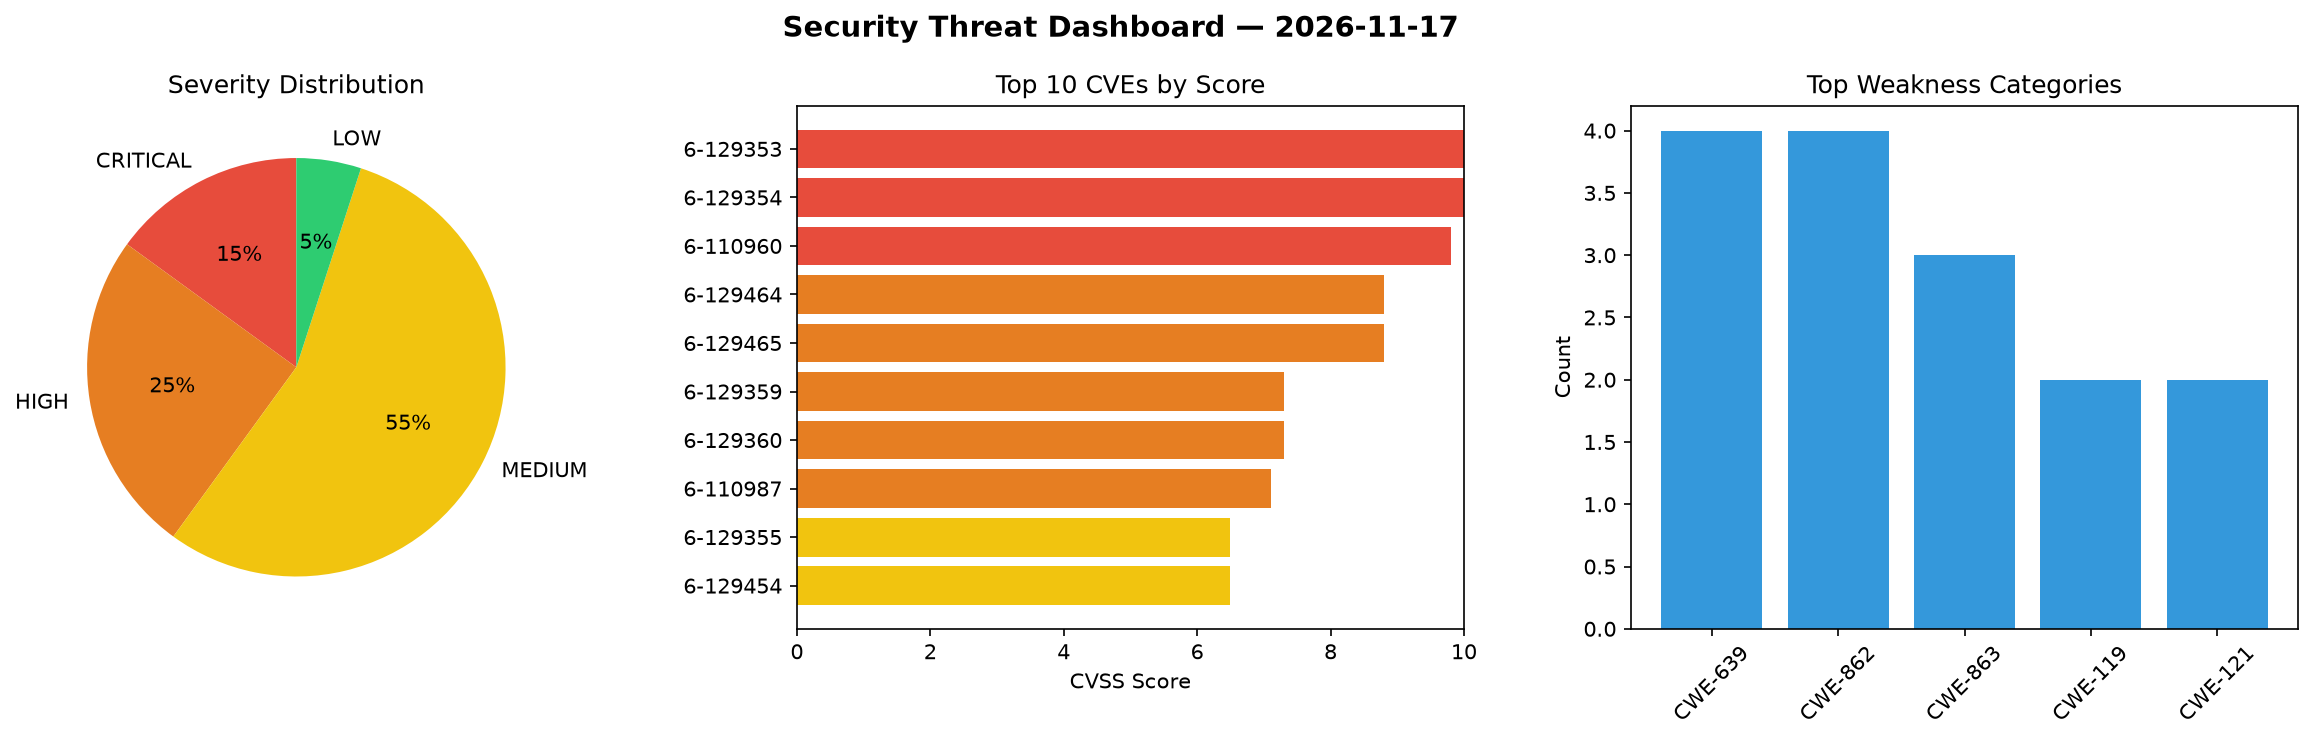 Security Threat Dashboard — 2026-11-17
Severity Distribution
LOW
CRITICAL
5%
15%
25%
HIGH
55%
MEDIUM
Top 10 CVEs by Score
6-129353
6-129354
6-110960
6-129464
6-129465
6-129359
6-129360
6-110987
6-129355
6-129454
0 2 4 6 8 10
CVSS Score
Top Weakness Categories
4.0
3.5
3.0
2.5
2.0
1.5
1.0
0.5
0.0
Count
CWE-639 CWE-862 CWE-863 CWE-119 CWE-121